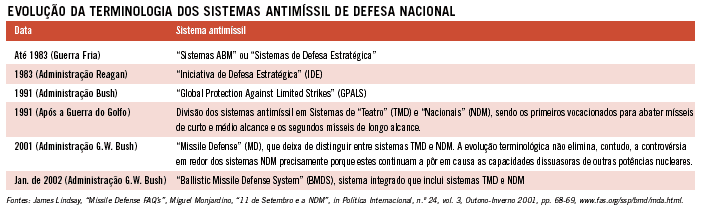 EVOLUÇÃO DA TERMINOLOGIA DOS SISTEMAS ANTIMÍSSIL DE DEFESA NACIONAL
Data Sistema antimíssil
Até 1983 (Guerra Fria) “Sistemas ABM” ou “Sistemas de Defesa Estratégica”
1983 (Administração Reagan) “Iniciativa de Defesa Estratégica” (IDE)
1991 (Administração Bush) “Global Protection Against Limited Strikes” (GPALS)
1991 (Após a Guerra do Golfo) Divisão dos sistemas antimíssil em Sistemas de “Teatro” (TMD) e “Nacionais” (NDM), sendo os primeiros vocacionados para abater mísseis
de curto e médio alcance e os segundos mísseis de longo alcance.
2001 (Administração G.W. Bush) “Missile Defense” (MD), que deixa de distinguir entre sistemas TMD e NDM. A evolução terminológica não elimina, contudo, a controvérsia
em redor dos sistemas NDM precisamente porque estes continuam a pôr em causa as capacidades dissuasoras de outras potências nucleares.
Jan. de 2002 (Administração G.W. Bush) “Ballistic Missile Defense System” (BMDS), sistema integrado que inclui sistemas TMD e NDM
Fontes: James Lindsay, “Missile Defense FAQ’s”, Miguel Monjardino, “11 de Setembro e a NDM”, in Política Internacional, n.º 24, vol. 3, Outono-Inverno 2001, pp. 68-69, www.fas.org/ssp/bmd/mda.html.